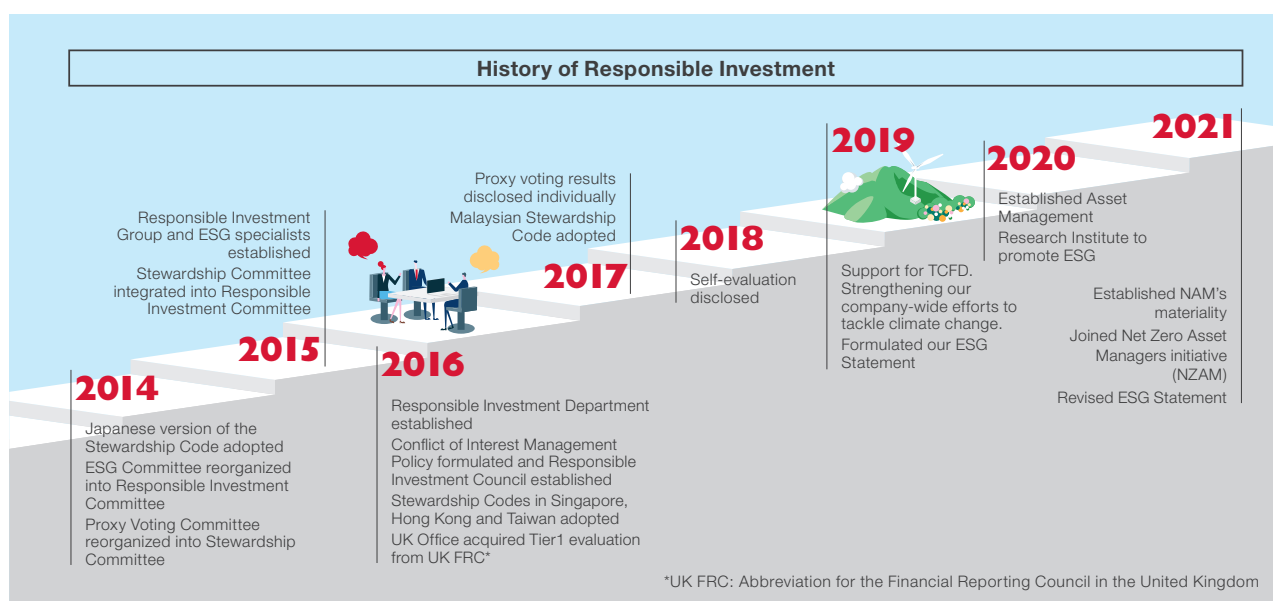 History of Responsible Investment
2014
Japanese version of the
Stewardship Code adopted
ESG Committee reorganized
into Responsible Investment
Committee
Proxy Voting Committee
reorganized into Stewardship
Committee
Responsible Investment
Group and ESG specialists
established
Stewardship Committee
integrated into Responsible
Investment Committee
2015
2016
Responsible Investment Department
established
Conflict of Interest Management
Policy formulated and Responsible
Investment Council established
Stewardship Codes in Singapore,
Hong Kong and Taiwan adopted
UK Office acquired Tier1 evaluation
from UK FRC*
Proxy voting results
disclosed individually
Malaysian Stewardship
Code adopted
2017
2018
Self-evaluation
disclosed
2019
Support for TCFD.
Strengthening our
company-wide efforts to
tackle climate change.
Formulated our ESG
Statement
2020
Established Asset
Management
Research Institute to
promote ESG
2021
Established NAM's
materiality
Joined Net Zero Asset
Managers initiative
(NZAM)
Revised ESG Statement
*UK FRC: Abbreviation for the Financial Reporting Council in the United Kingdom